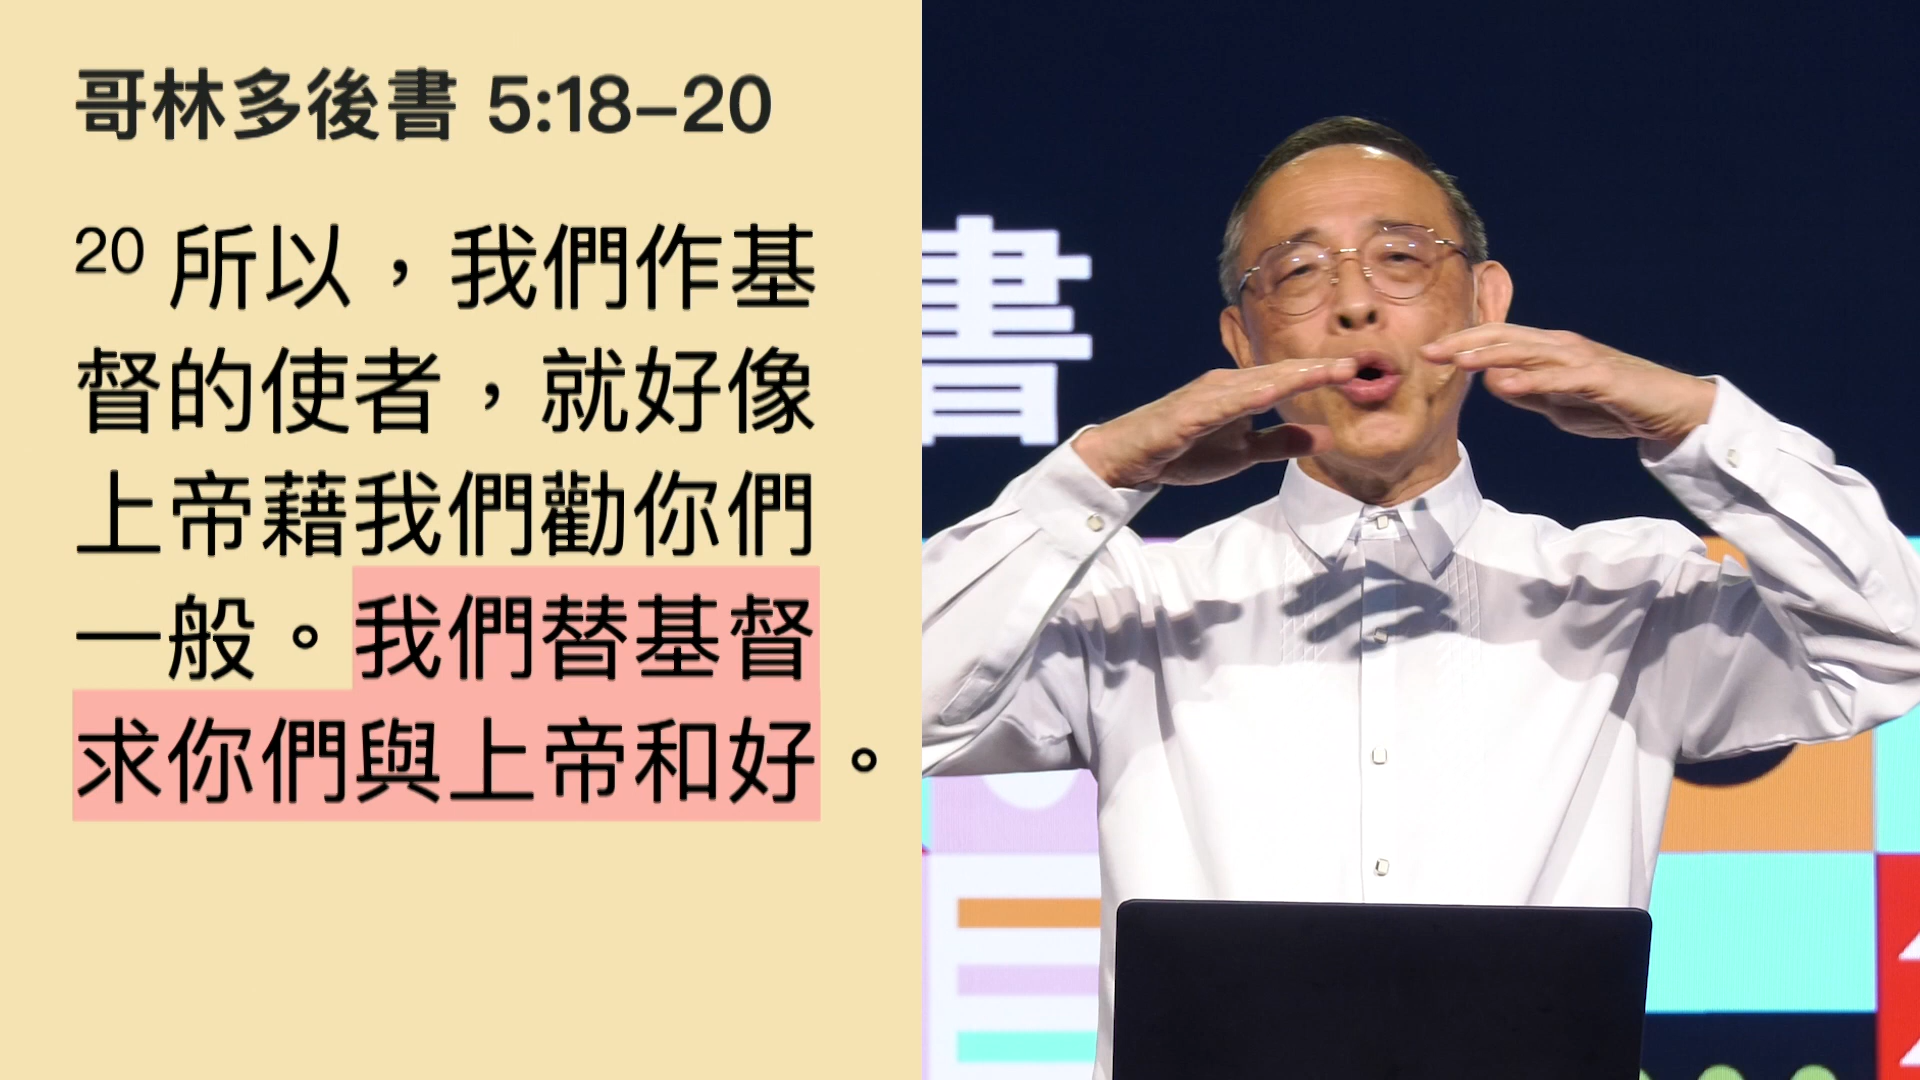 哥林多後書 5:18–20
20 所以，我們作基
督的使者，就好像
上帝藉我們勸你們
一般。我們替基督
求你們與上帝和好。
書